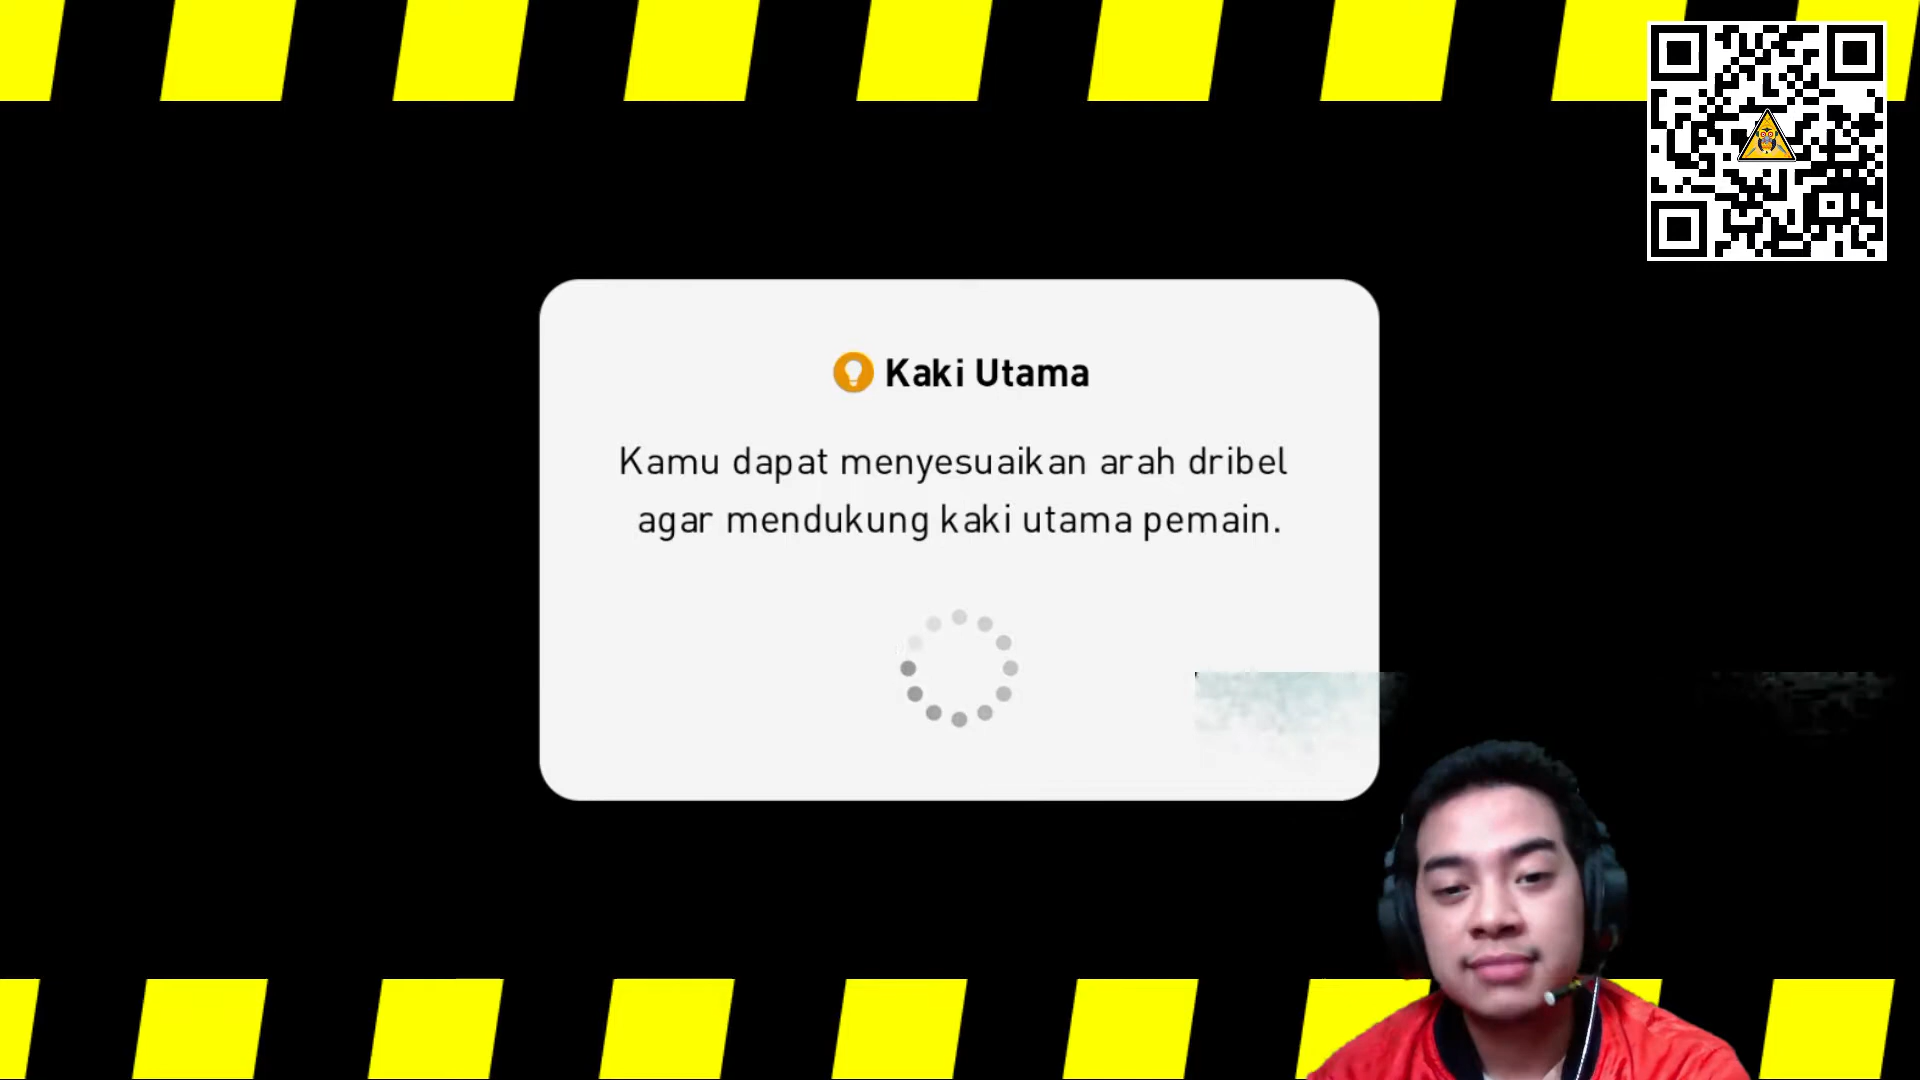 Kaki Utama
Kamu dapat menyesuaikan arah dribel
agar mendukung kaki utama pemain.